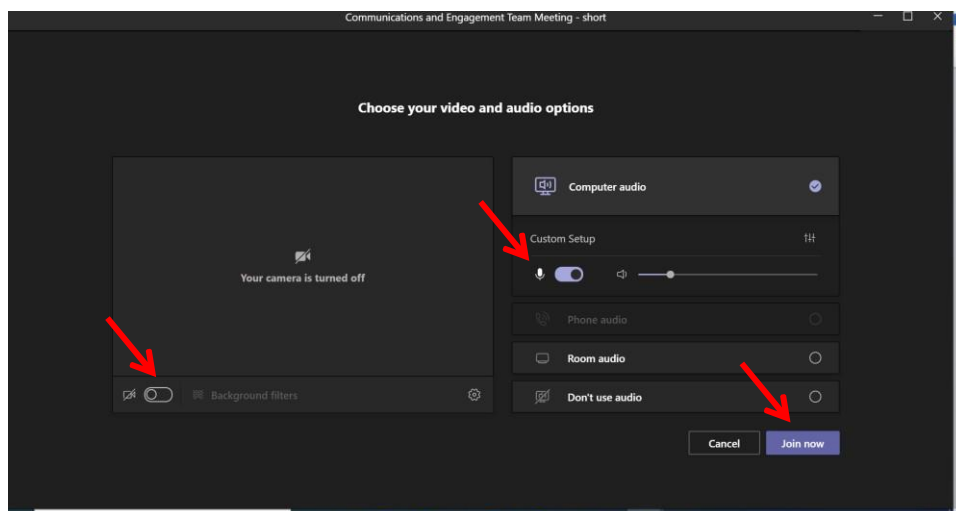 Communications and Engagement Team Meeting - short
Choose your video and audio options
Your camera is turned off
Background filters
Computer audio
Custom Setup
Phone audio
Room audio
Don't use audio
Cancel
Join now